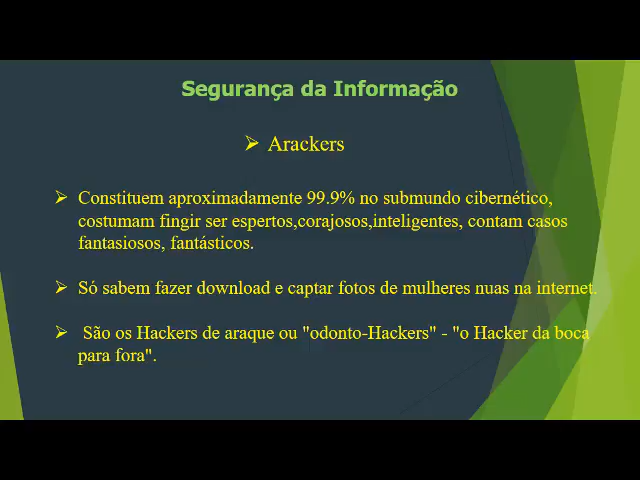 Segurança da Informação
Arackers
Constituem aproximadamente 99.9% no submundo cibernético,
costumam fingir ser espertos,corajosos,inteligentes, contam casos
fantasiosos, fantásticos.
Só sabem fazer download e captar fotos de mulheres nuas na internet.
São os Hackers de araque ou "odonto-Hackers" - "o Hacker da boca
para fora".